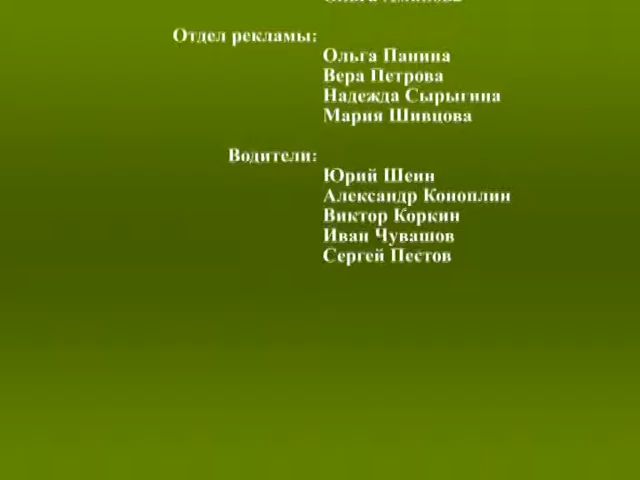 Отдел рекламы:
Ольга Панина
Вера Петрова
Надежда Сырыгина
Мария Шивцова
Водители:
Юрий Шеин
Александр Коноплин
Виктор Коркин
Иван Чувашов
Сергей Пестов